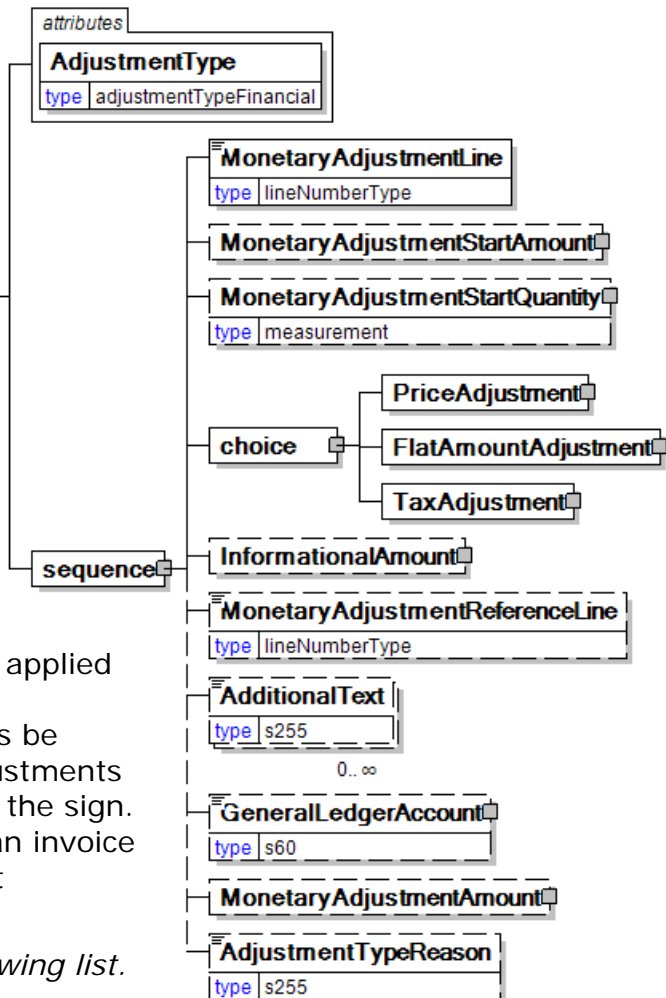 attributes
AdjustmentType
type adjustmentTypeFinancial
MonetaryAdjustmentLine
type lineNumberType
MonetaryAdjustmentStartAmount
MonetaryAdjustmentStartQuantity
type measurement
choice
PriceAdjustment
FlatAmountAdjustment
TaxAdjustment
sequence
InformationalAmount
MonetaryAdjustmentReferenceLine
type lineNumberType
AdditionalText
type s255
0..∞
GeneralLedgerAccount
type s60
MonetaryAdjustmentAmount
AdjustmentTypeReason
type s255
applied
s be
ustments
the sign.
an invoice
t
wing list.